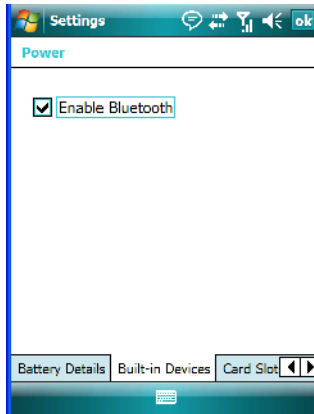 Settings ok
Power
Enable Bluetooth
Battery Details Built-in Devices Card Slot